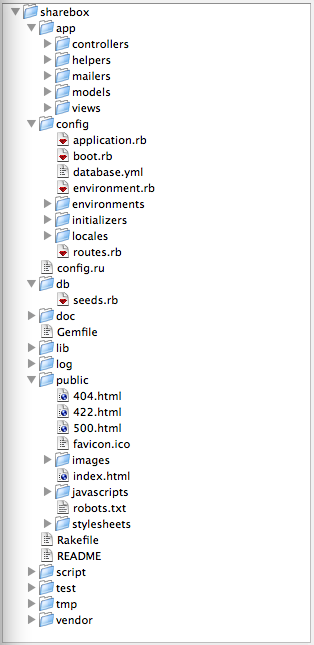 sharebox
app
controllers
helpers
mailers
models
views
config
application.rb
boot.rb
database.yml
environment.rb
environments
initializers
locales
routes.rb
config.ru
db
seeds.rb
doc
Gemfile
lib
log
public
404.html
422.html
500.html
favicon.ico
images
index.html
javascripts
robots.txt
stylesheets
Rakefile
README
script
test
tmp
vendor